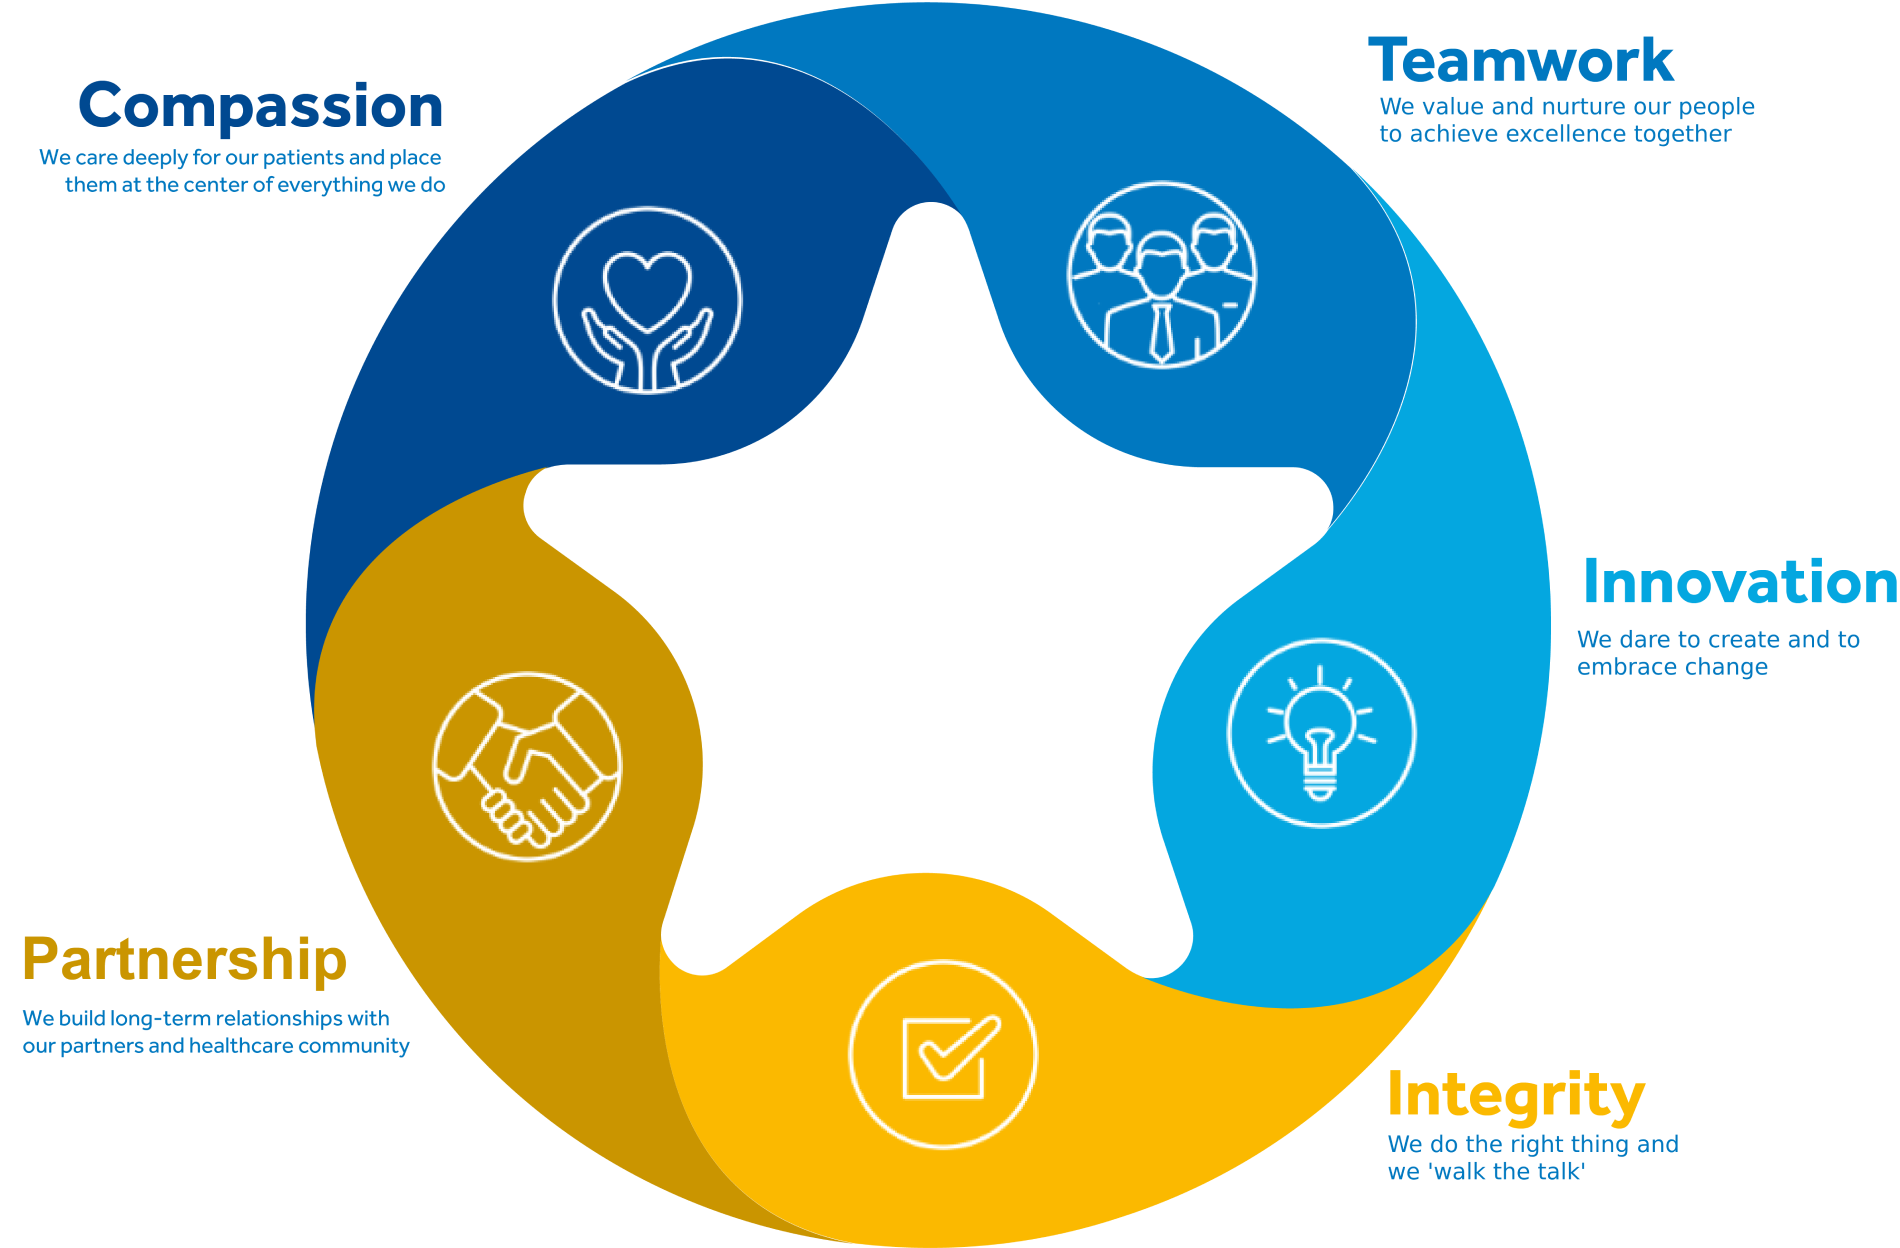 Compassion
We care deeply for our patients and place
them at the center of everything we do
Teamwork
We value and nurture our people
to achieve excellence together
Innovation
We dare to create and to
embrace change
Partnership
We build long-term relationships with
our partners and healthcare community
Integrity
We do the right thing and
we 'walk the talk'